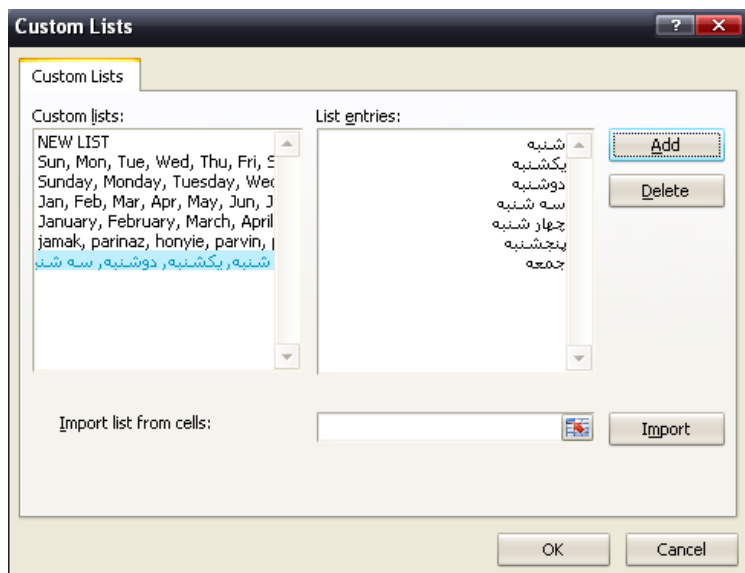 Custom Lists
Custom Lists
Custom lists:
NEW LIST
Sun, Mon, Tue, Wed, Thu, Fri, S
Sunday, Monday, Tuesday, Wed
Jan, Feb, Mar, Apr, May, Jun, J
January, February, March, April
jamak, parinaz, honyie, parvin,
شنبه, یکشنبه, دوشنبه, سه شنب
List entries:
شنبه
یکشنبه
دوشنبه
سه شنبه
چهار شنبه
پنجشنبه
جمعه
Add
Delete
Import list from cells:
Import
OK
Cancel